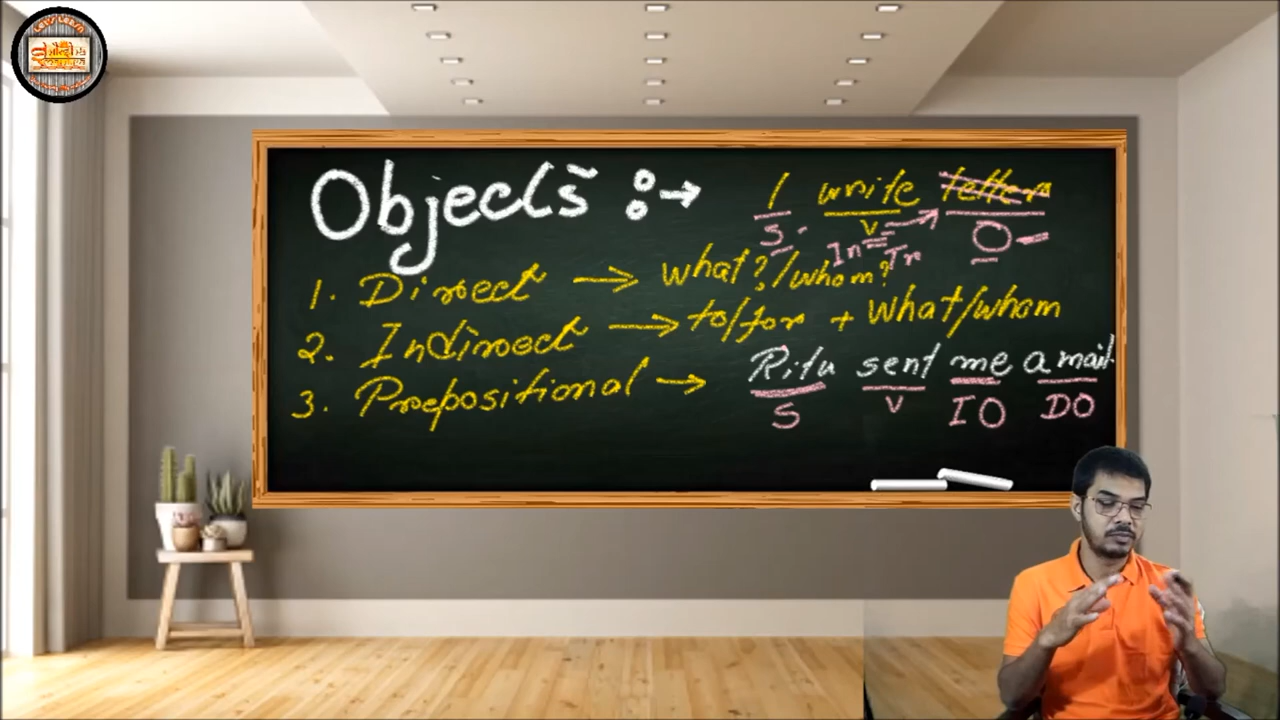 Objects :→
I write letters
S. V O
In Tr
1. Direct → what?/whom?
2. Indirect → to/for + what/whom
3. Prepositional →
Ritu sent me a mail.
S V IO DO